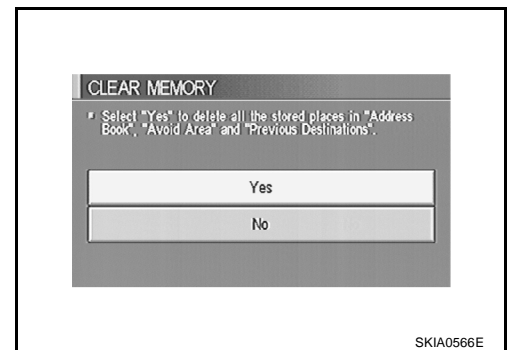 CLEAR MEMORY
Select "Yes" to delete all the stored places in "Address
Book", "Avoid Area" and "Previous Destinations".
Yes
No
SKIA0566E